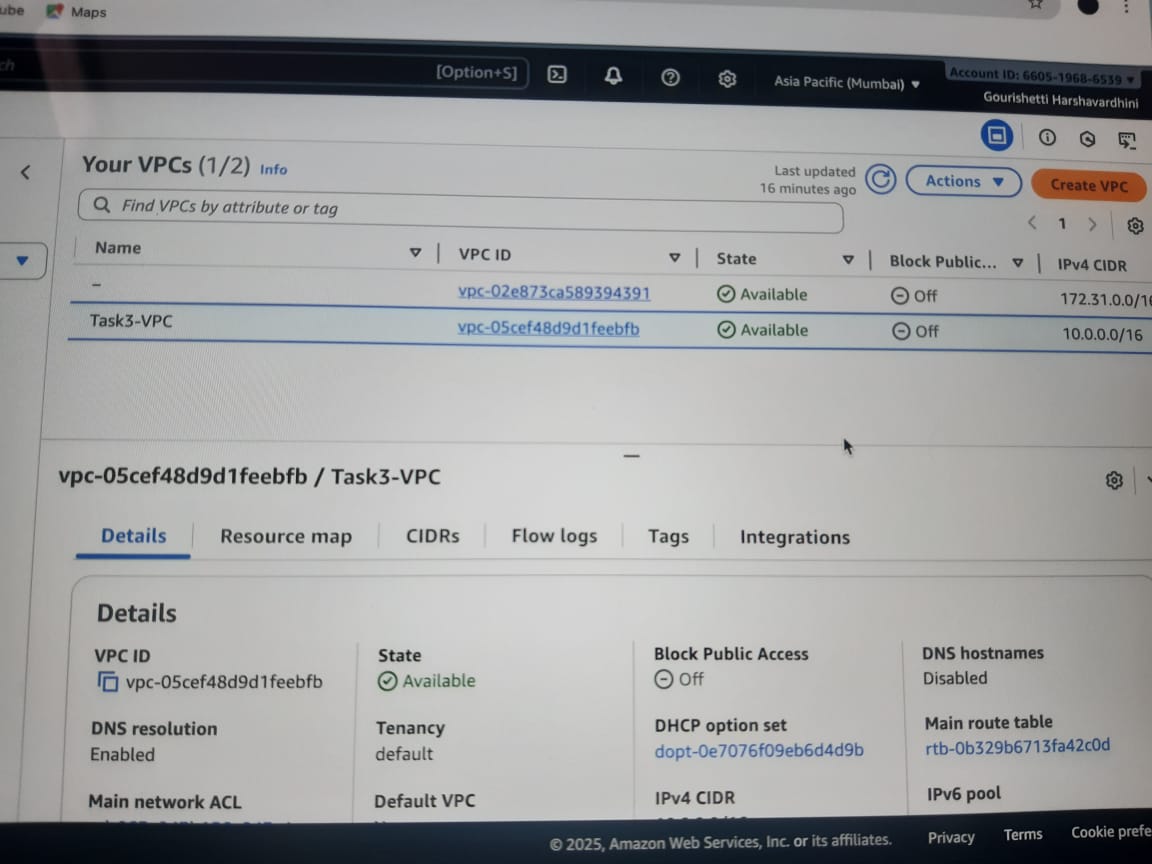 ube Maps
ch [Option+S] Asia Pacific (Mumbai) Account ID: 6605-1968-6539
Gourishetti Harshavardhini
Your VPCs (1/2) Info
Last updated
16 minutes ago
Actions
Create VPC
Find VPCs by attribute or tag
1
Name VPC ID State Block Public... IPv4 CIDR
– vpc-02e873ca589394391 Available Off 172.31.0.0/16
Task3-VPC vpc-05cef48d9d1feebfb Available Off 10.0.0.0/16
vpc-05cef48d9d1feebfb / Task3-VPC
Details Resource map CIDRs Flow logs Tags Integrations
Details
VPC ID State Block Public Access DNS hostnames
vpc-05cef48d9d1feebfb Available Off Disabled
DNS resolution Tenancy DHCP option set Main route table
Enabled default dopt-0e7076f09eb6d4d9b rtb-0b329b6713fa42c0d
Main network ACL Default VPC IPv4 CIDR IPv6 pool
© 2025, Amazon Web Services, Inc. or its affiliates. Privacy Terms Cookie prefe